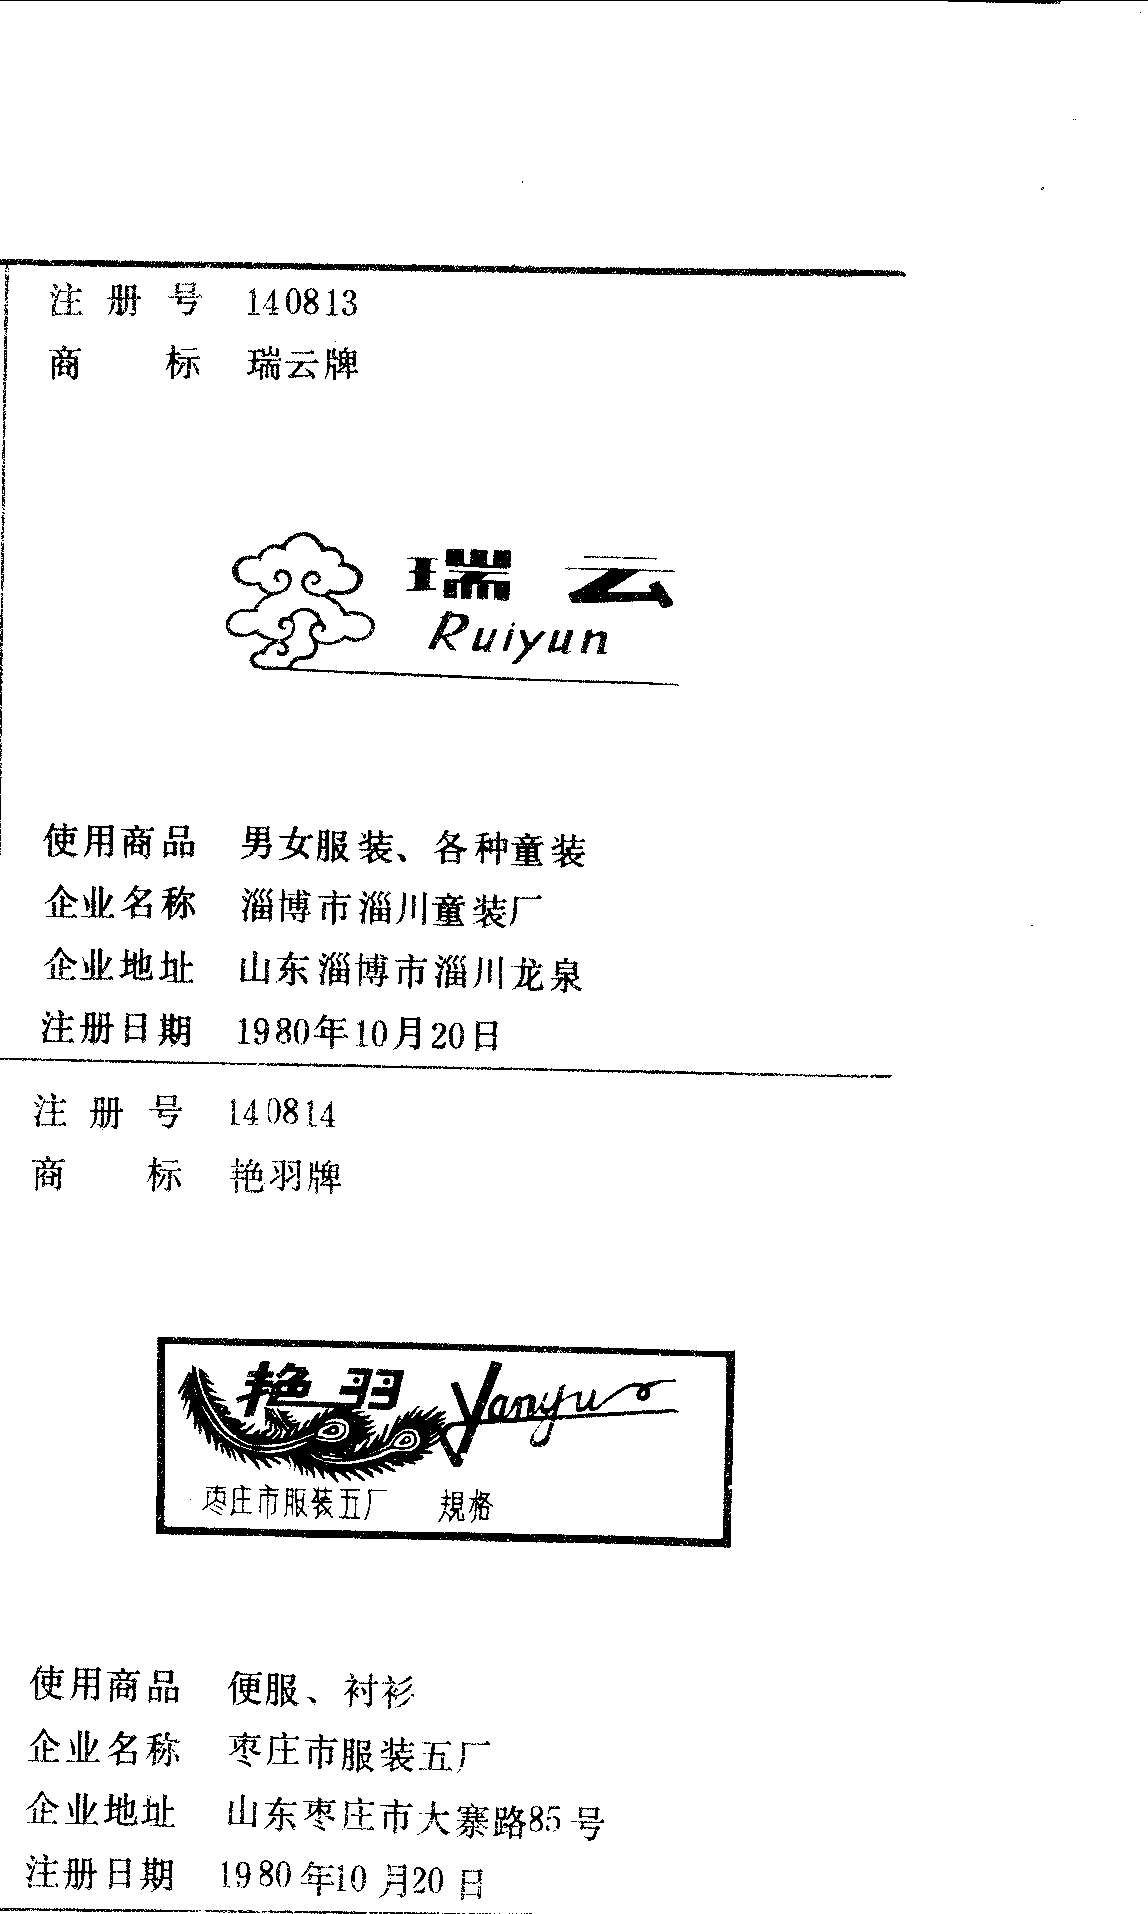 注册号 140813
商标 瑞云牌
瑞云
Ruiyun
使用商品 男女服装、各种童装
企业名称 淄博市淄川童装厂
企业地址 山东淄博市淄川龙泉
注册日期 1980年10月20日
注册号 140814
商标 艳羽牌
艳羽 Yanyu
枣庄市服装五厂 規格
使用商品 便服、衬衫
企业名称 枣庄市服装五厂
企业地址 山东枣庄市大寨路85号
注册日期 1980年10月20日